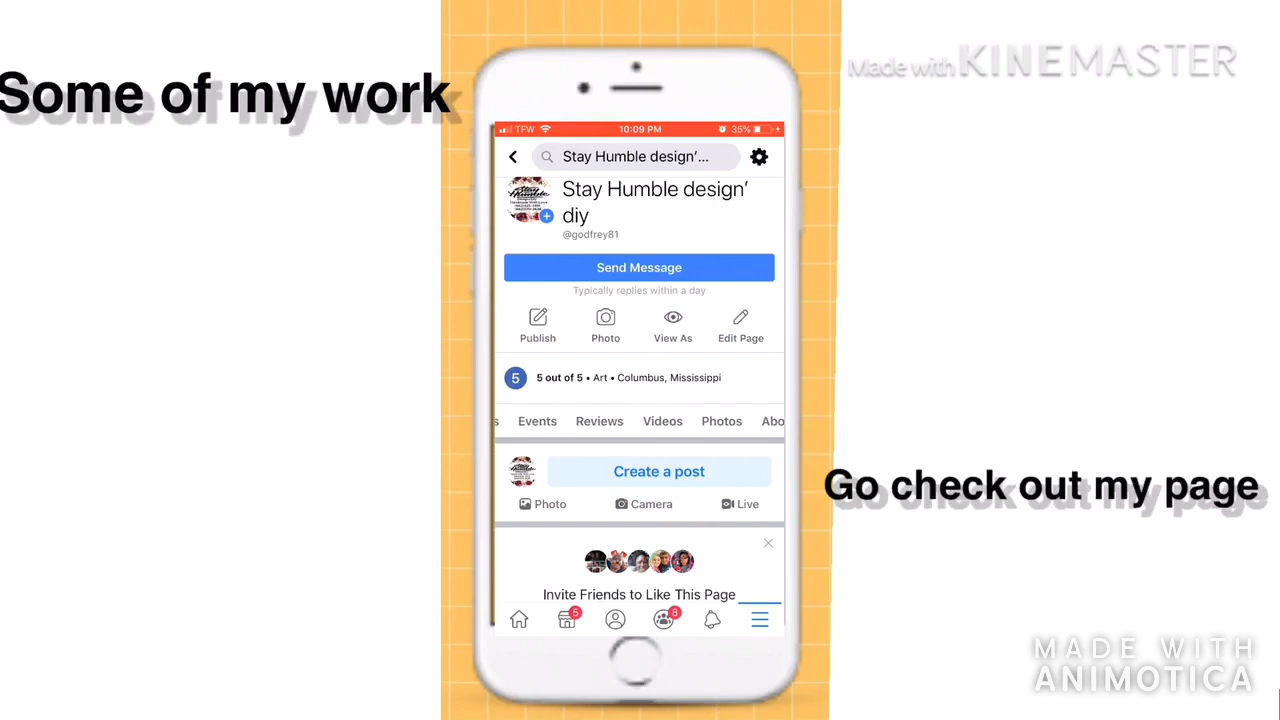 Some of my work
Made with KINEMASTER
TFW 10:09 PM 35%
Stay Humble design’...
Stay Humble design’
diy
@godfrey81
Send Message
Typically replies within a day
Publish Photo View As Edit Page
5 5 out of 5 • Art • Columbus, Mississippi
s Events Reviews Videos Photos Abo
Create a post
Go check out my page
Photo Camera Live
Invite Friends to Like This Page
5 8
MADE WITH
ANIMOTICA